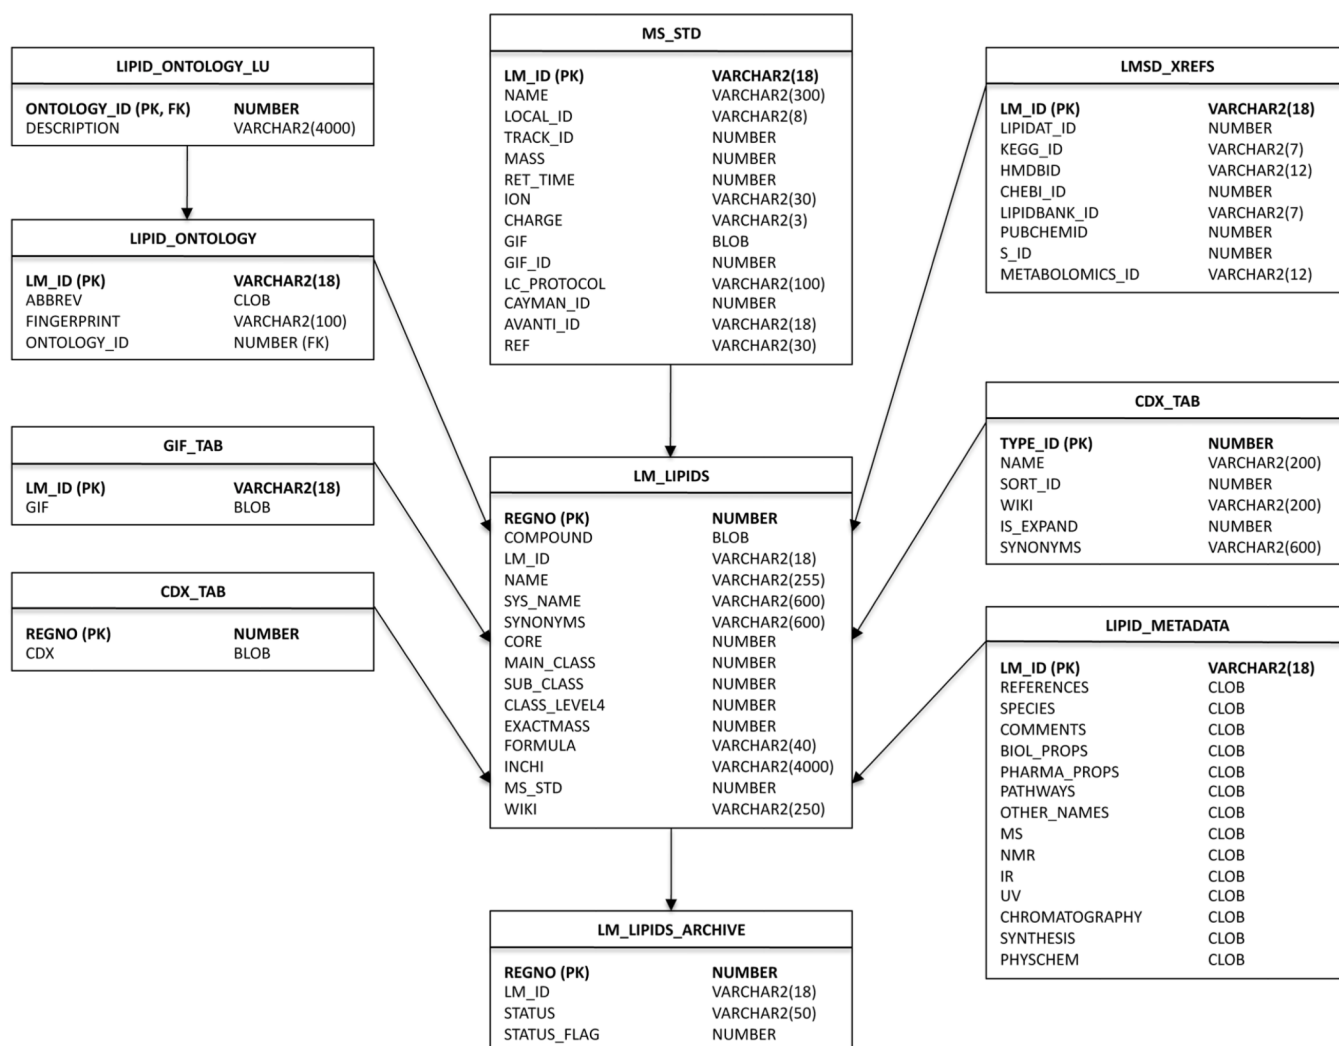 LIPID_ONTOLOGY_LU
ONTOLOGY_ID (PK, FK) NUMBER
DESCRIPTION VARCHAR2(4000)
LIPID_ONTOLOGY
LM_ID (PK) VARCHAR2(18)
ABBREV CLOB
FINGERPRINT VARCHAR2(100)
ONTOLOGY_ID NUMBER (FK)
GIF_TAB
LM_ID (PK) VARCHAR2(18)
GIF BLOB
CDX_TAB
REGNO (PK) NUMBER
CDX BLOB
MS_STD
LM_ID (PK) VARCHAR2(18)
NAME VARCHAR2(300)
LOCAL_ID VARCHAR2(8)
TRACK_ID NUMBER
MASS NUMBER
RET_TIME NUMBER
ION VARCHAR2(30)
CHARGE VARCHAR2(3)
GIF BLOB
GIF_ID NUMBER
LC_PROTOCOL VARCHAR2(100)
CAYMAN_ID NUMBER
AVANTI_ID VARCHAR2(18)
REF VARCHAR2(30)
LM_LIPIDS
REGNO (PK) NUMBER
COMPOUND BLOB
LM_ID VARCHAR2(18)
NAME VARCHAR2(255)
SYS_NAME VARCHAR2(600)
SYNONYMS VARCHAR2(600)
CORE NUMBER
MAIN_CLASS NUMBER
SUB_CLASS NUMBER
CLASS_LEVEL4 NUMBER
EXACTMASS NUMBER
FORMULA VARCHAR2(40)
INCHI VARCHAR2(4000)
MS_STD NUMBER
WIKI VARCHAR2(250)
LM_LIPIDS_ARCHIVE
REGNO (PK) NUMBER
LM_ID VARCHAR2(18)
STATUS VARCHAR2(50)
STATUS_FLAG NUMBER
LMSD_XREFS
LM_ID (PK) VARCHAR2(18)
LIPIDAT_ID NUMBER
KEGG_ID VARCHAR2(7)
HMDBID VARCHAR2(12)
CHEBI_ID NUMBER
LIPIDBANK_ID VARCHAR2(7)
PUBCHEMID NUMBER
S_ID NUMBER
METABOLOMICS_ID VARCHAR2(12)
CDX_TAB
TYPE_ID (PK) NUMBER
NAME VARCHAR2(200)
SORT_ID NUMBER
WIKI VARCHAR2(200)
IS_EXPAND NUMBER
SYNONYMS VARCHAR2(600)
LIPID_METADATA
LM_ID (PK) VARCHAR2(18)
REFERENCES CLOB
SPECIES CLOB
COMMENTS CLOB
BIOL_PROPS CLOB
PHARMA_PROPS CLOB
PATHWAYS CLOB
OTHER_NAMES CLOB
MS CLOB
NMR CLOB
IR CLOB
UV CLOB
CHROMATOGRAPHY CLOB
SYNTHESIS CLOB
PHYSCHEM CLOB